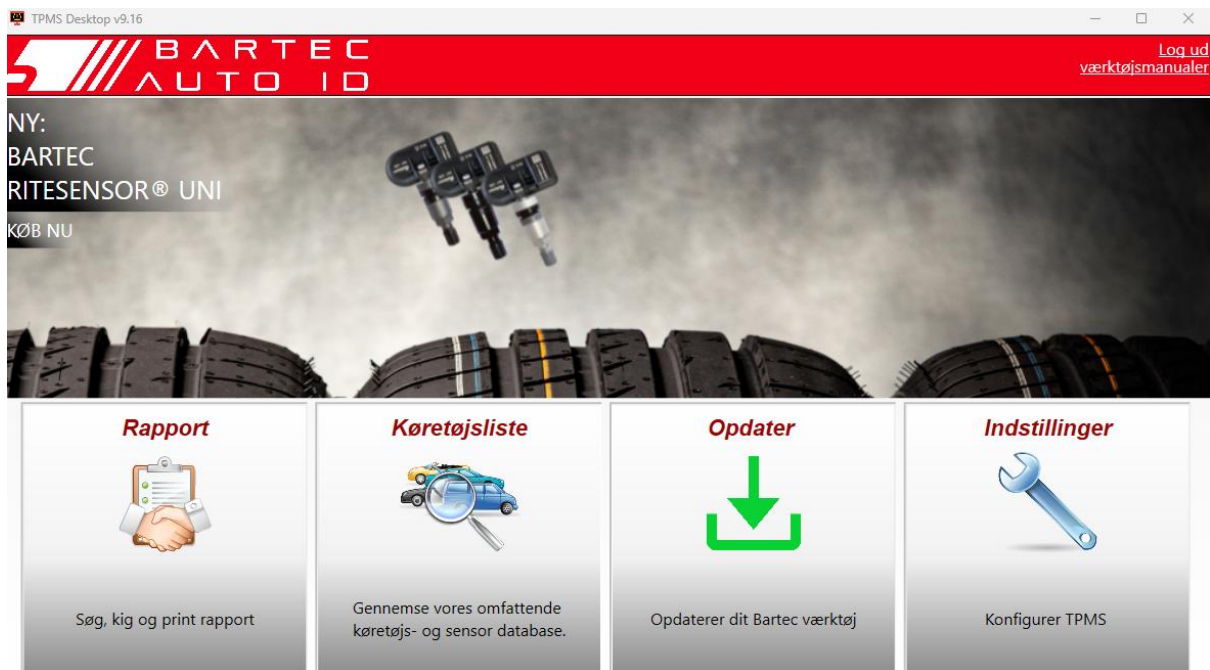 TPMS Desktop v9.16
BARTEC
AUTO ID
Log ud
værktøjsmanualer
NY:
BARTEC
RITESENSOR® UNI
KØB NU
Rapport
Søg, kig og print rapport
Køretøjsliste
Gennemse vores omfattende
køretøjs- og sensor database.
Opdater
Opdaterer dit Bartec værktøj
Indstillinger
Konfigurer TPMS